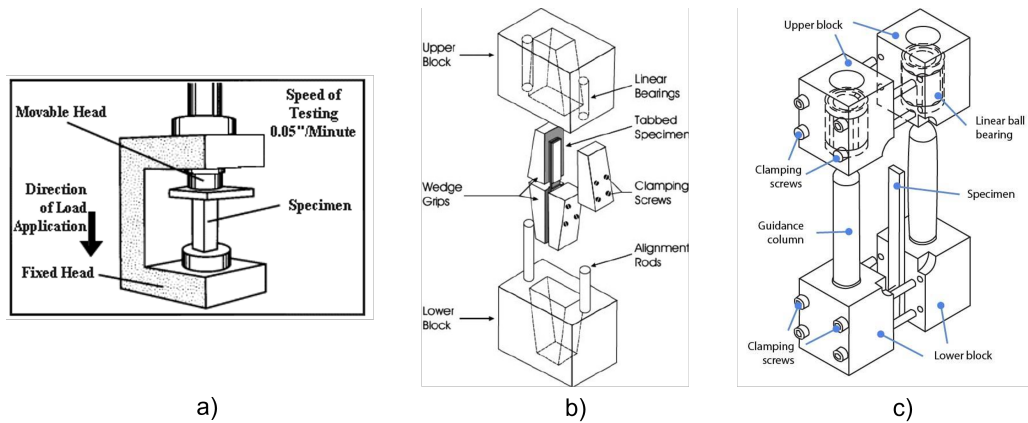 Movable Head
Speed of
Testing
0.05"/Minute
Direction
of Load
Application
Specimen
Fixed Head
a)
Upper
Block
Linear
Bearings
Tabbed
Specimen
Wedge
Grips
Clamping
Screws
Alignment
Rods
Lower
Block
b)
Upper block
Linear ball
bearing
Clamping
screws
Specimen
Guidance
column
Clamping
screws
Lower block
c)